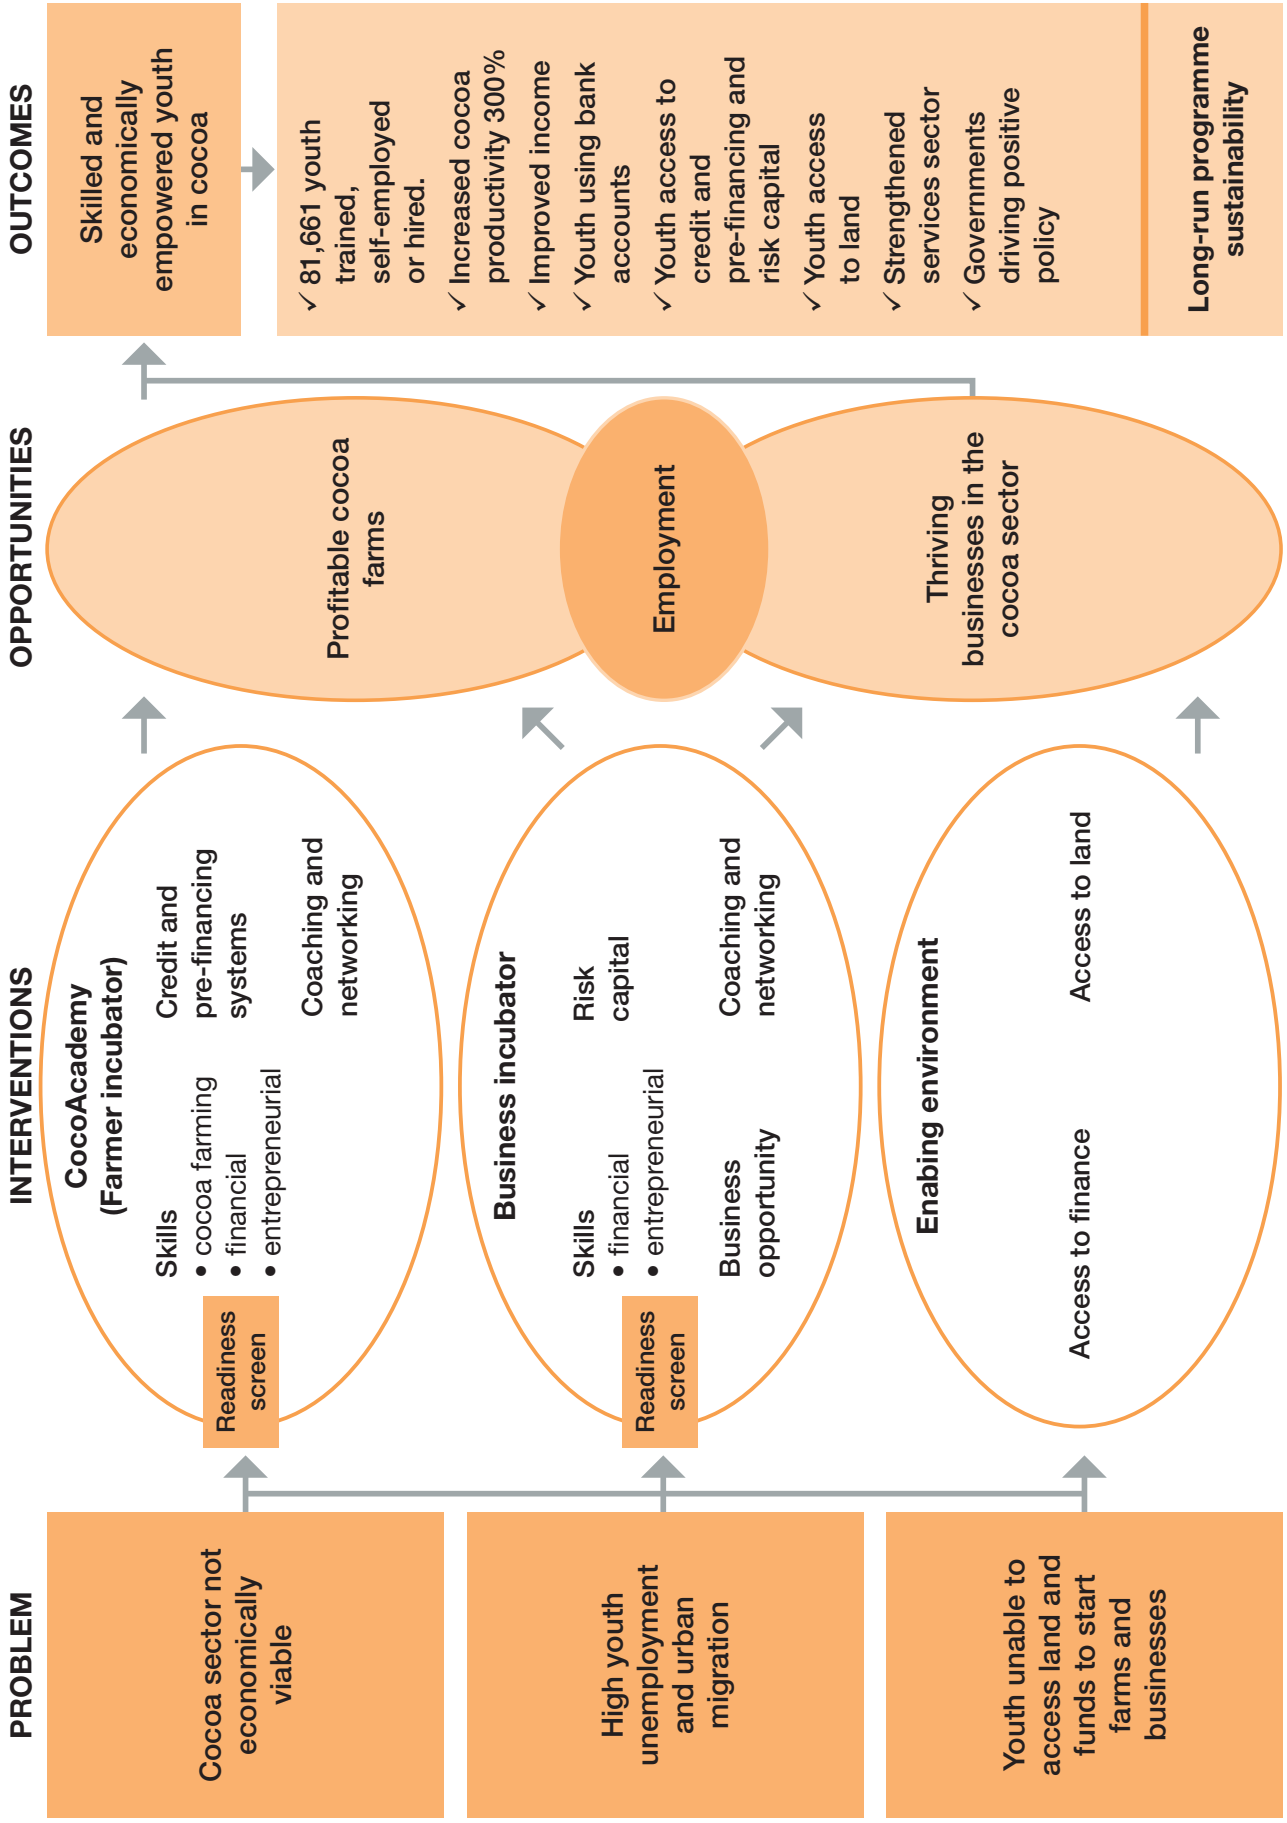 PROBLEM
Cocoa sector not
economically
viable
High youth
unemployment
and urban
migration
Youth unable to
access land and
funds to start
farms and
businesses
INTERVENTIONS
CocoAcademy
(Farmer incubator)
Readiness
screen
Skills
• cocoa farming
• financial
• entrepreneurial
Credit and
pre-financing
systems
Coaching and
networking
Business incubator
Readiness
screen
Skills
• financial
• entrepreneurial
Risk
capital
Business
opportunity
Coaching and
networking
Enabing environment
Access to finance
Access to land
OPPORTUNITIES
Profitable cocoa
farms
Employment
Thriving
businesses in the
cocoa sector
OUTCOMES
Skilled and
economically
empowered youth
in cocoa
✓ 81,661 youth
trained,
self-employed
or hired.
✓ Increased cocoa
productivity 300%
✓ Improved income
✓ Youth using bank
accounts
✓ Youth access to
credit and
pre-financing and
risk capital
✓ Youth access
to land
✓ Strengthened
services sector
✓ Governments
driving positive
policy
Long-run programme
sustainability